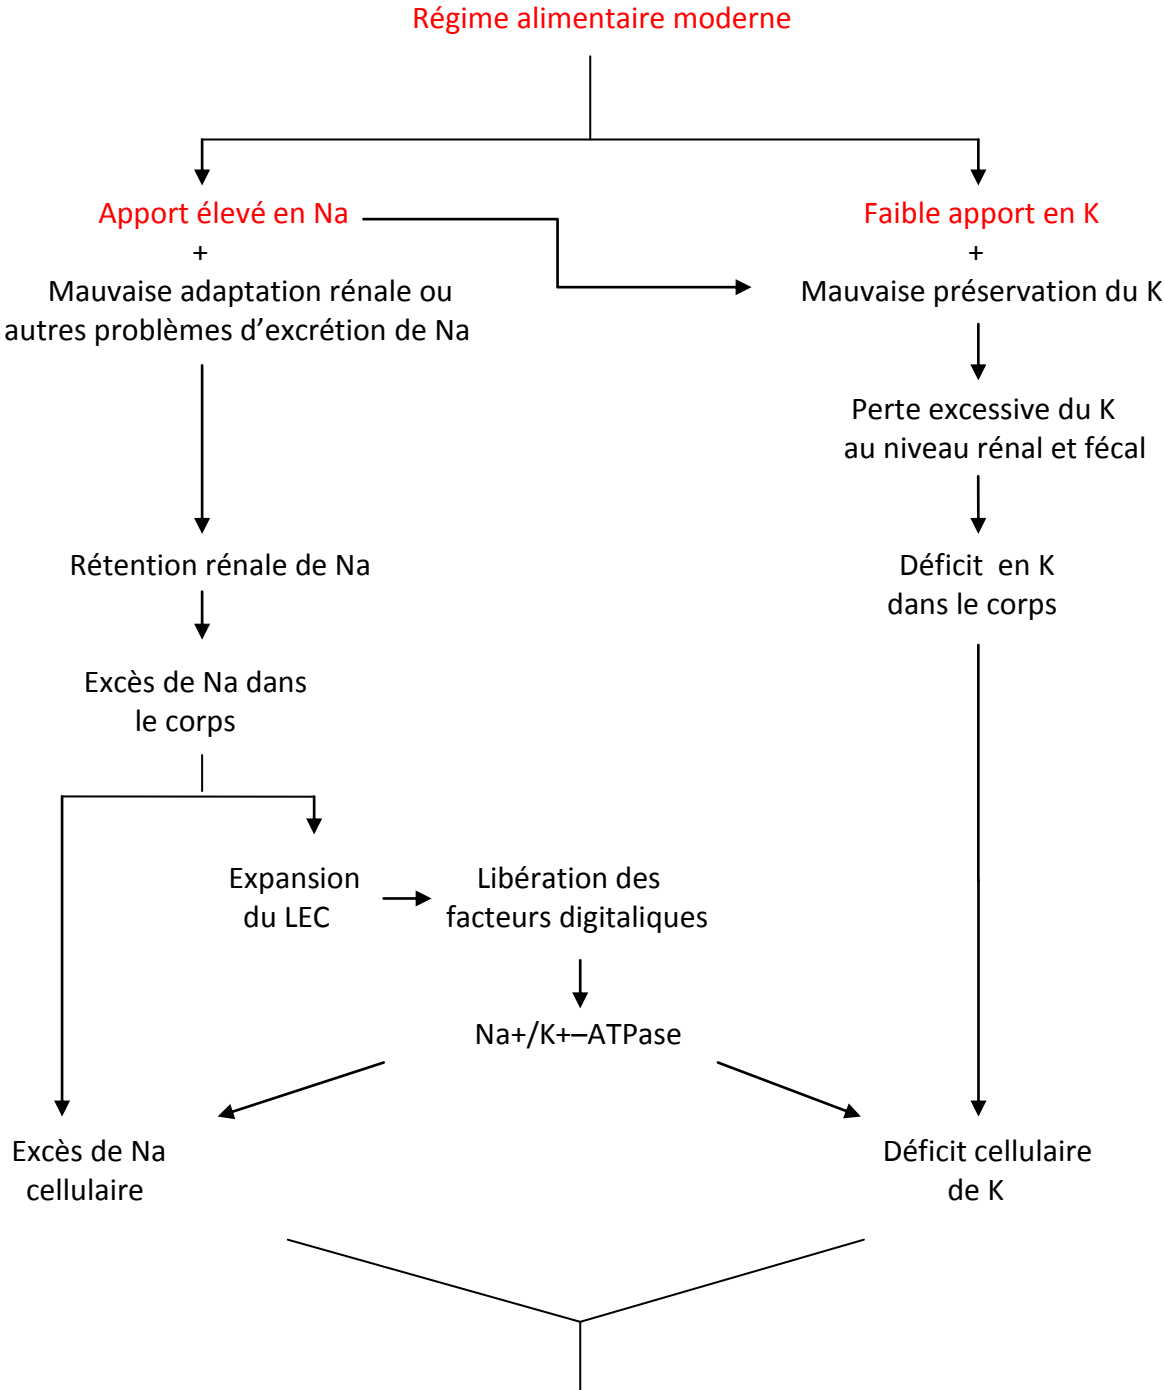 Régime alimentaire moderne
Apport élevé en Na
+
Mauvaise adaptation rénale ou
autres problèmes d'excrétion de Na
Faible apport en K
+
Mauvaise préservation du K
Perte excessive du K
au niveau rénal et fécal
Rétention rénale de Na
Déficit en K
dans le corps
Excès de Na dans
le corps
Expansion
du LEC
Libération des
facteurs digitaliques
Na+/K+–ATPase
Excès de Na
cellulaire
Déficit cellulaire
de K